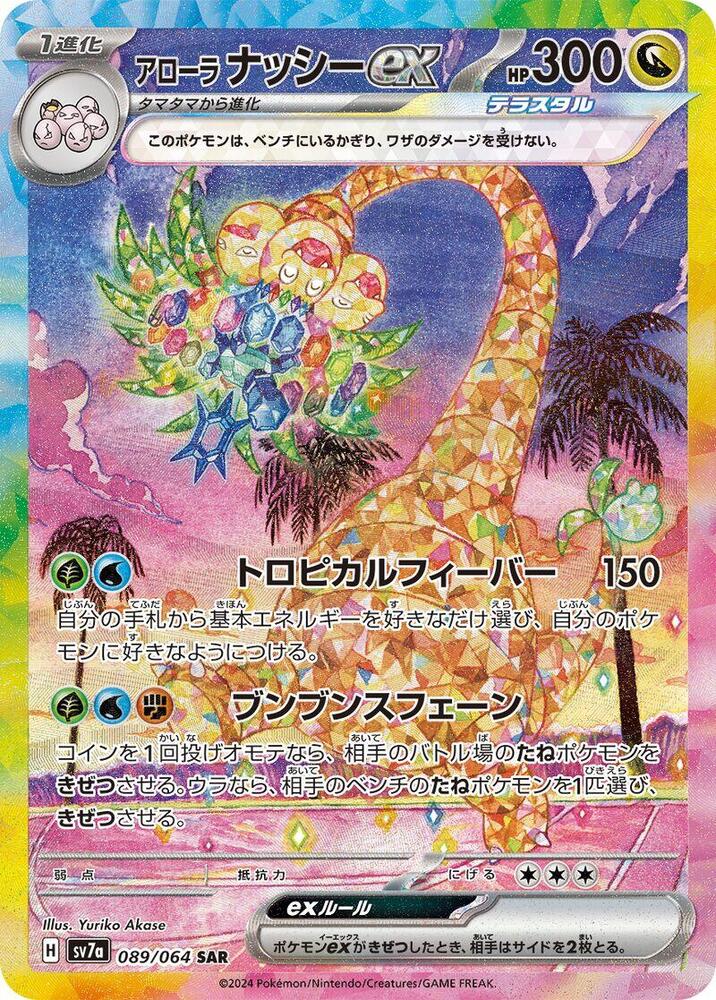 1進化
アローラ ナッシーex
HP300
タマタマから進化
テラスタル
このポケモンは、ベンチにいるかぎり、ワザのダメージを受けない。
トロピカルフィーバー 150
自分の手札から基本エネルギーを好きなだけ選び、自分のポケ
モンに好きなようにつける。
ブンブンスフェーン
コインを1回投げオモテなら、相手のバトル場のたねポケモンを
きぜつさせる。ウラなら、相手のベンチのたねポケモンを1匹選び、
きぜつさせる。
弱点 抵抗力 にげる
Illus. Yuriko Akase
exルール
ポケモンexがきぜつしたとき、相手はサイドを2枚とる。
H sv7a 089/064 SAR
©2024 Pokémon/Nintendo/Creatures/GAME FREAK.